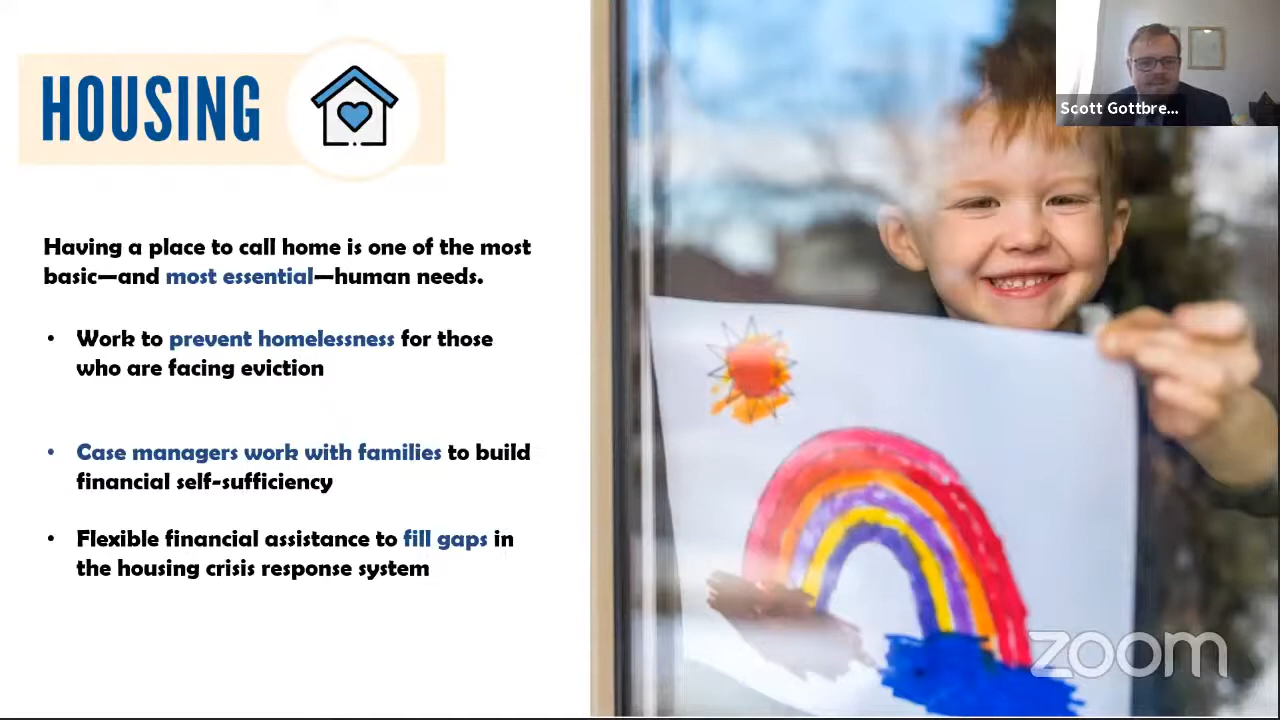 HOUSING
Scott Gottbre...
Having a place to call home is one of the most
basic—and most essential—human needs.
• Work to prevent homelessness for those
who are facing eviction
• Case managers work with families to build
financial self-sufficiency
• Flexible financial assistance to fill gaps in
the housing crisis response system
zoom